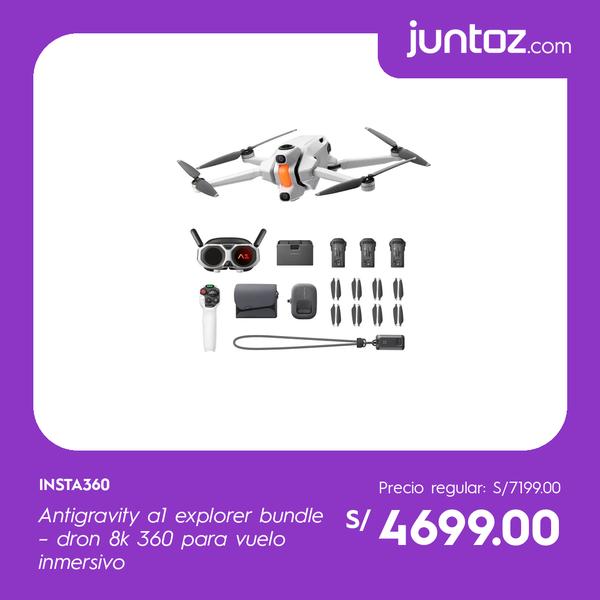 juntoz.com
INSTA360
Antigravity a1 explorer bundle
- dron 8k 360 para vuelo
inmersivo
Precio regular: S/7199.00
S/ 4699.00